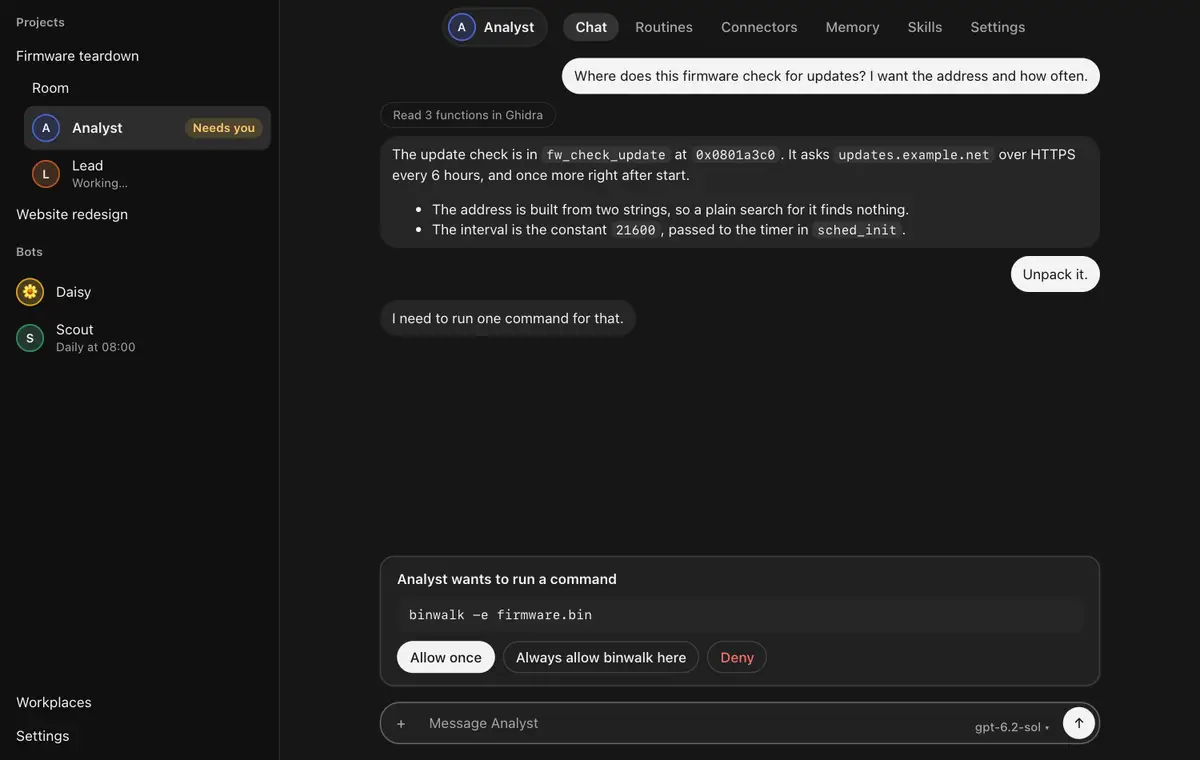 Projects
Firmware teardown
Room
A Analyst Needs you
L Lead
Working...
Website redesign
Bots
Daisy
S Scout
Daily at 08:00
Workplaces
Settings
A Analyst Chat Routines Connectors Memory Skills Settings
Where does this firmware check for updates? I want the address and how often.
Read 3 functions in Ghidra
The update check is in fw_check_update at 0x0801a3c0. It asks updates.example.net over HTTPS
every 6 hours, and once more right after start.
• The address is built from two strings, so a plain search for it finds nothing.
• The interval is the constant 21600, passed to the timer in sched_init.
Unpack it.
I need to run one command for that.
Analyst wants to run a command
binwalk -e firmware.bin
Allow once Always allow binwalk here Deny
+ Message Analyst gpt-6.2-sol